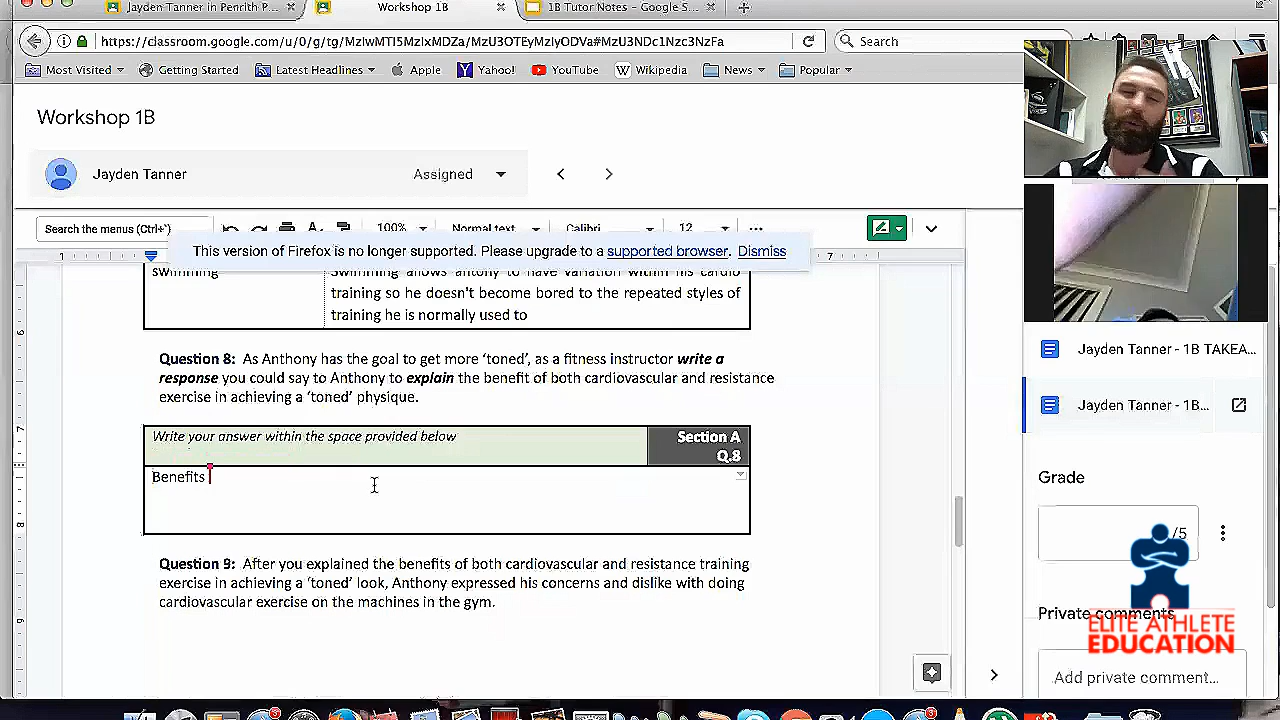 Jayden Tanner in Penrith P...
Workshop 1B
1B Tutor Notes - Google S...
https://classroom.google.com/u/0/g/tg/MzIwMTI5MzIxMDZa/MzU3OTEyMzIyODVa#MzU3NDc1Nzc3NzFa
Search
Most Visited
Getting Started
Latest Headlines
Apple
Yahoo!
YouTube
Wikipedia
News
Popular
Workshop 1B
Jayden Tanner
Assigned
Search the menus (Ctrl+
100%
Normal text
Calibri
12
This version of Firefox is no longer supported. Please upgrade to a supported browser. Dismiss
1
7
swimming
Swimming allows antony to have variation within his cardio
training so he doesn't become bored to the repeated styles of
training he is normally used to
Question 8: As Anthony has the goal to get more ‘toned’, as a fitness instructor write a
response you could say to Anthony to explain the benefit of both cardiovascular and resistance
exercise in achieving a ‘toned’ physique.
Write your answer within the space provided below
Section A
Q.8
Benefits
Question 9: After you explained the benefits of both cardiovascular and resistance training
exercise in achieving a ‘toned’ look, Anthony expressed his concerns and dislike with doing
cardiovascular exercise on the machines in the gym.
6
7
8
9
Jayden Tanner - 1B TAKEA...
Jayden Tanner - 1B...
Grade
/5
Private comments
ELITE ATHLETE
EDUCATION
Add private comment...